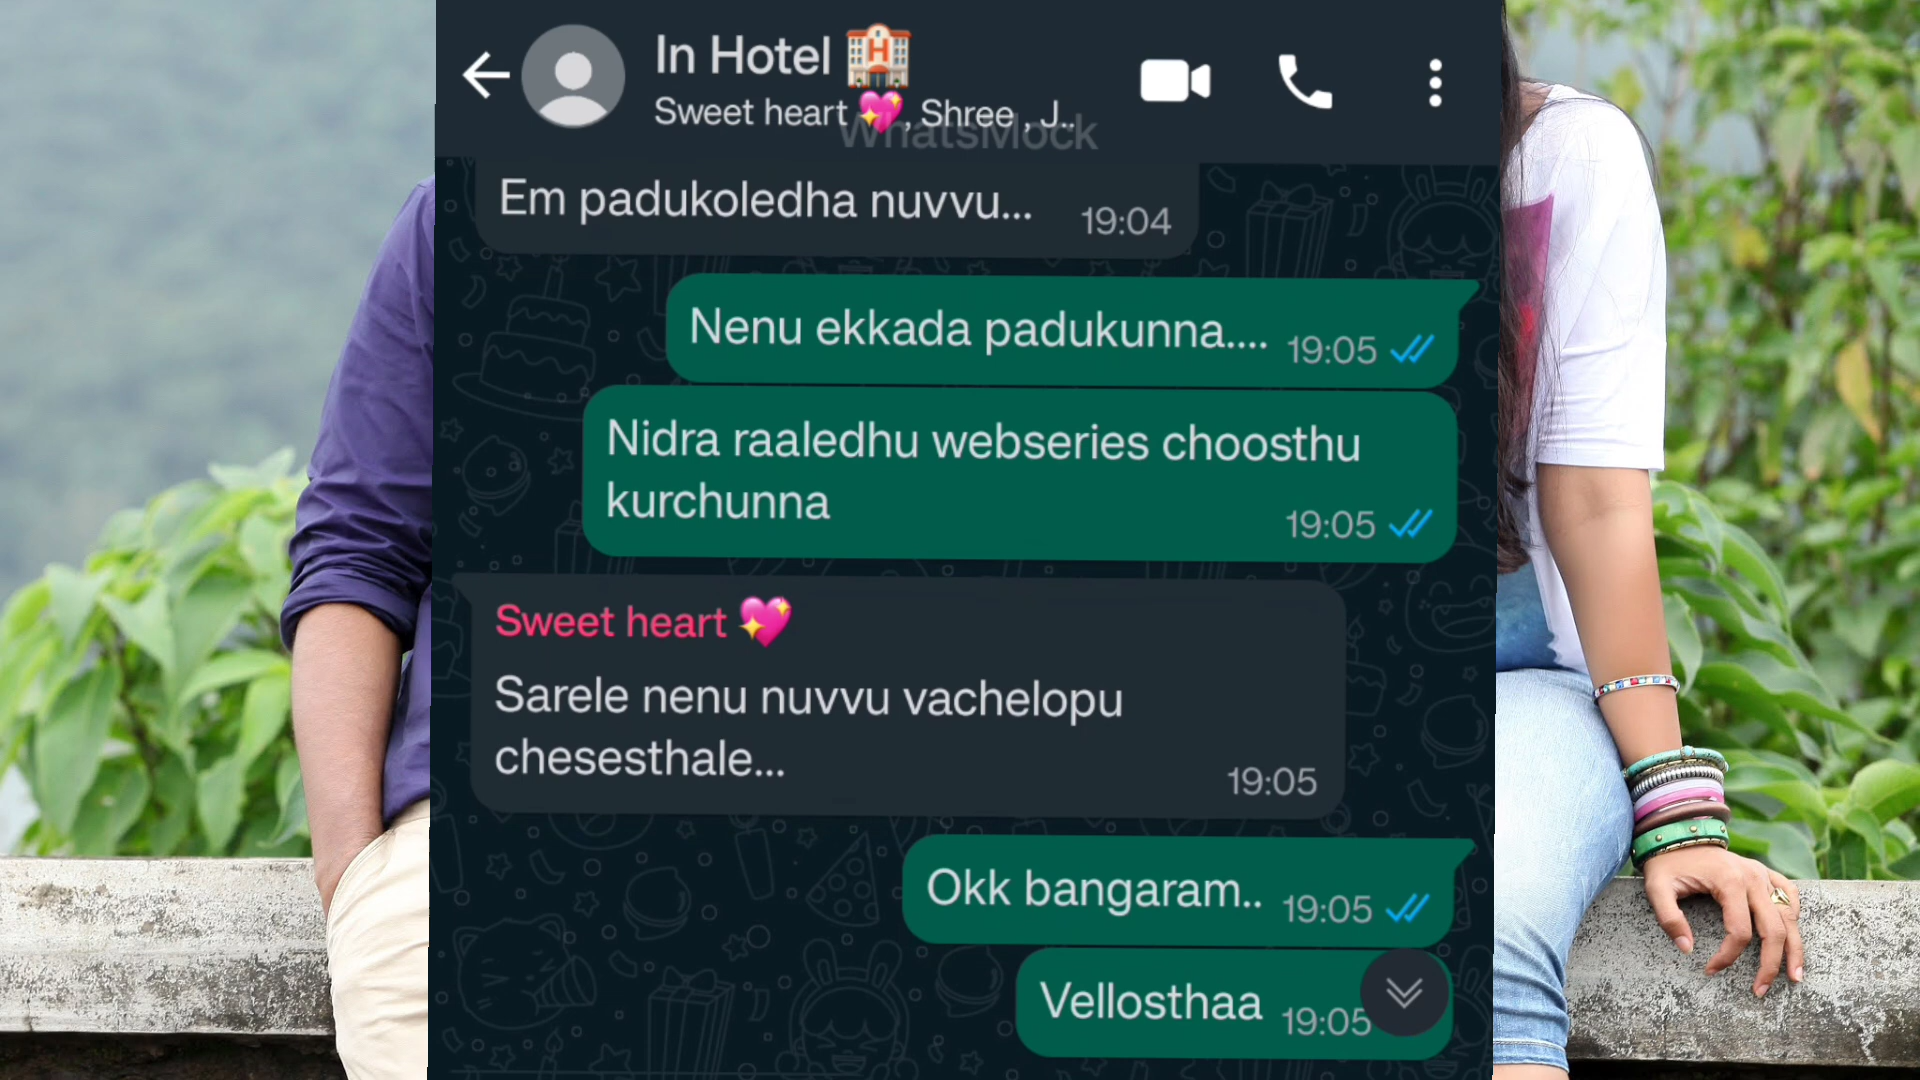 In Hotel 🏨
Sweet heart 💖, Shree , J..
WhatsMock
Em padukoledha nuvvu... 19:04
Nenu ekkada padukunna.... 19:05
Nidra raaledhu webseries choosthu
kurchunna 19:05
Sweet heart 💖
Sarele nenu nuvvu vachelopu
chesesthale... 19:05
Okk bangaram.. 19:05
Vellosthaa 19:05